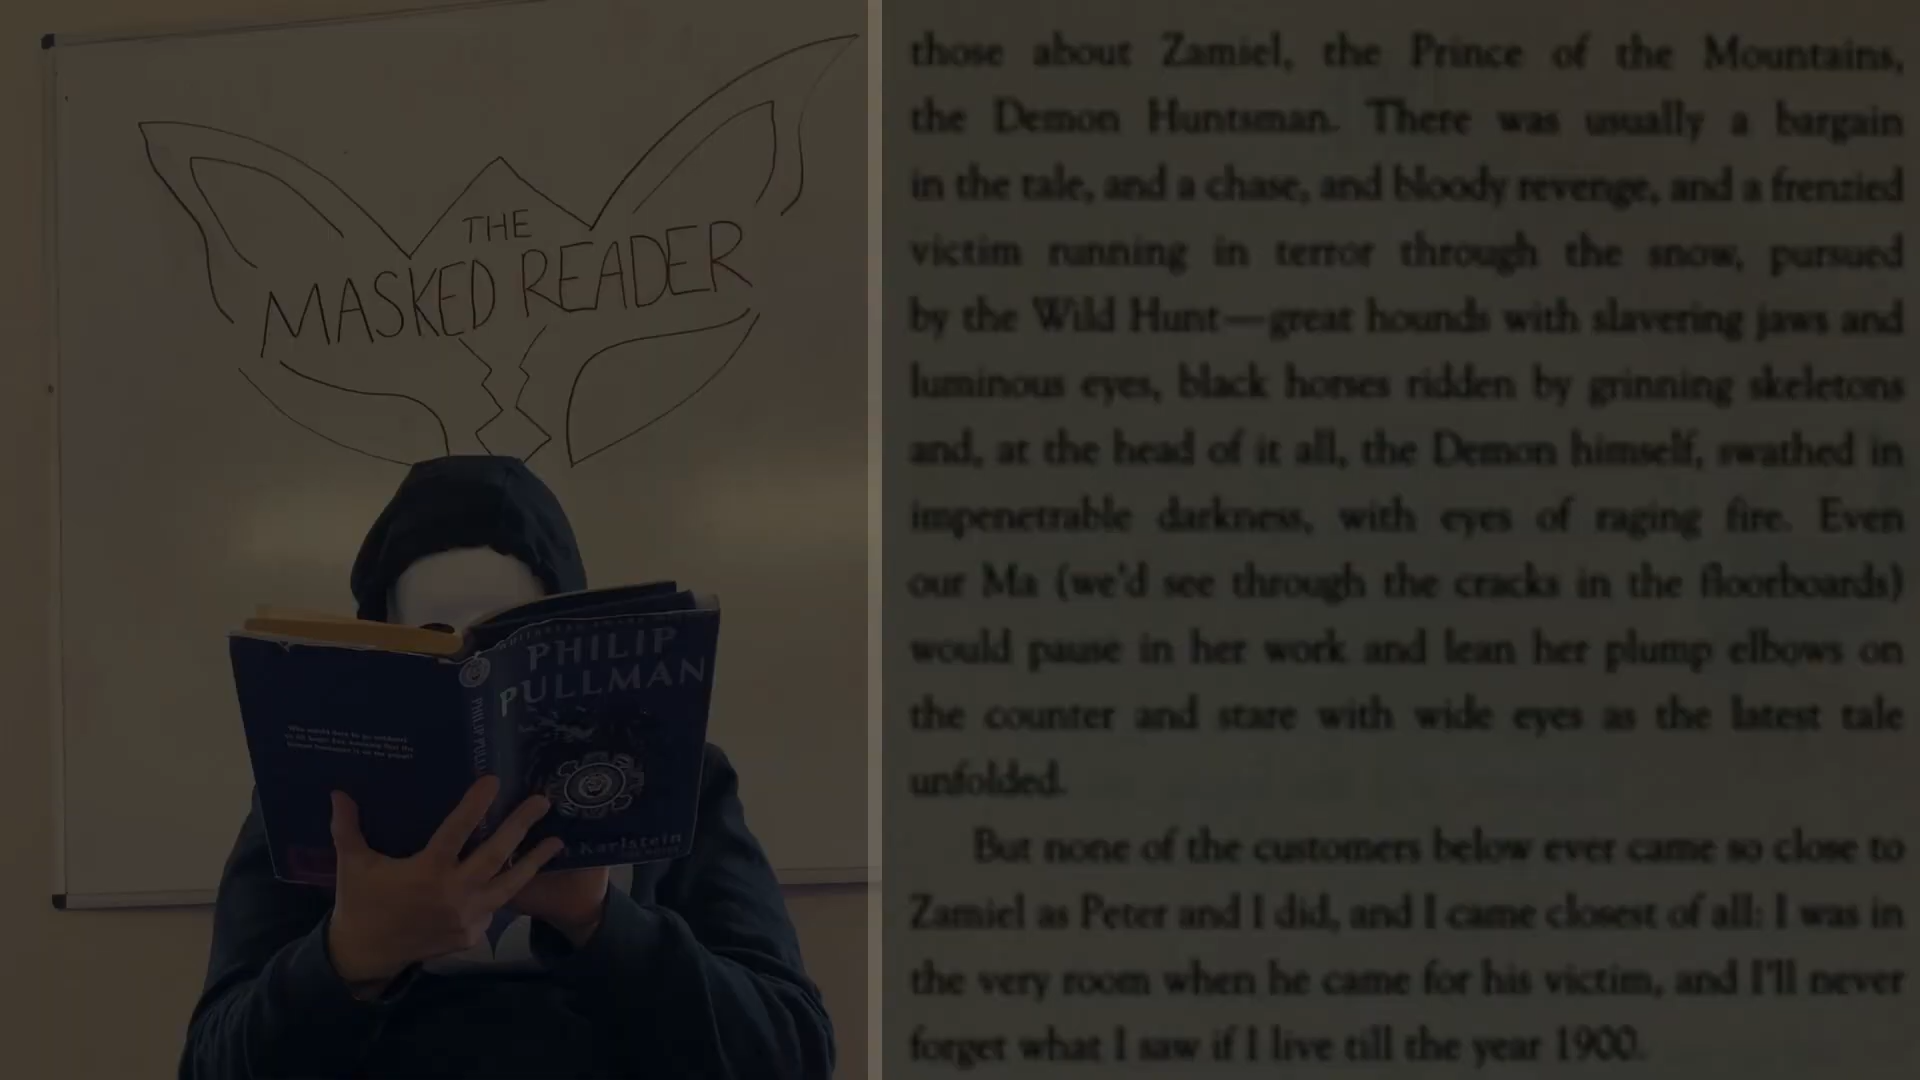 THE
MASKED READER
PHILIP
PULLMAN
Karlstein
those about Zamiel, the Prince of the Mountains,
the Demon Huntsman. There was usually a bargain
in the tale, and a chase, and bloody revenge, and a frenzied
victim running in terror through the snow, pursued
by the Wild Hunt—great hounds with slavering jaws and
luminous eyes, black horses ridden by grinning skeletons
and, at the head of it all, the Demon himself, swathed in
impenetrable darkness, with eyes of raging fire. Even
our Ma (we'd see through the cracks in the floorboards)
would pause in her work and lean her plump elbows on
the counter and stare with wide eyes as the latest tale
unfolded.
But none of the customers below ever came so close to
Zamiel as Peter and I did, and I came closest of all: I was in
the very room when he came for his victim, and I'll never
forget what I saw if I live till the year 1900.